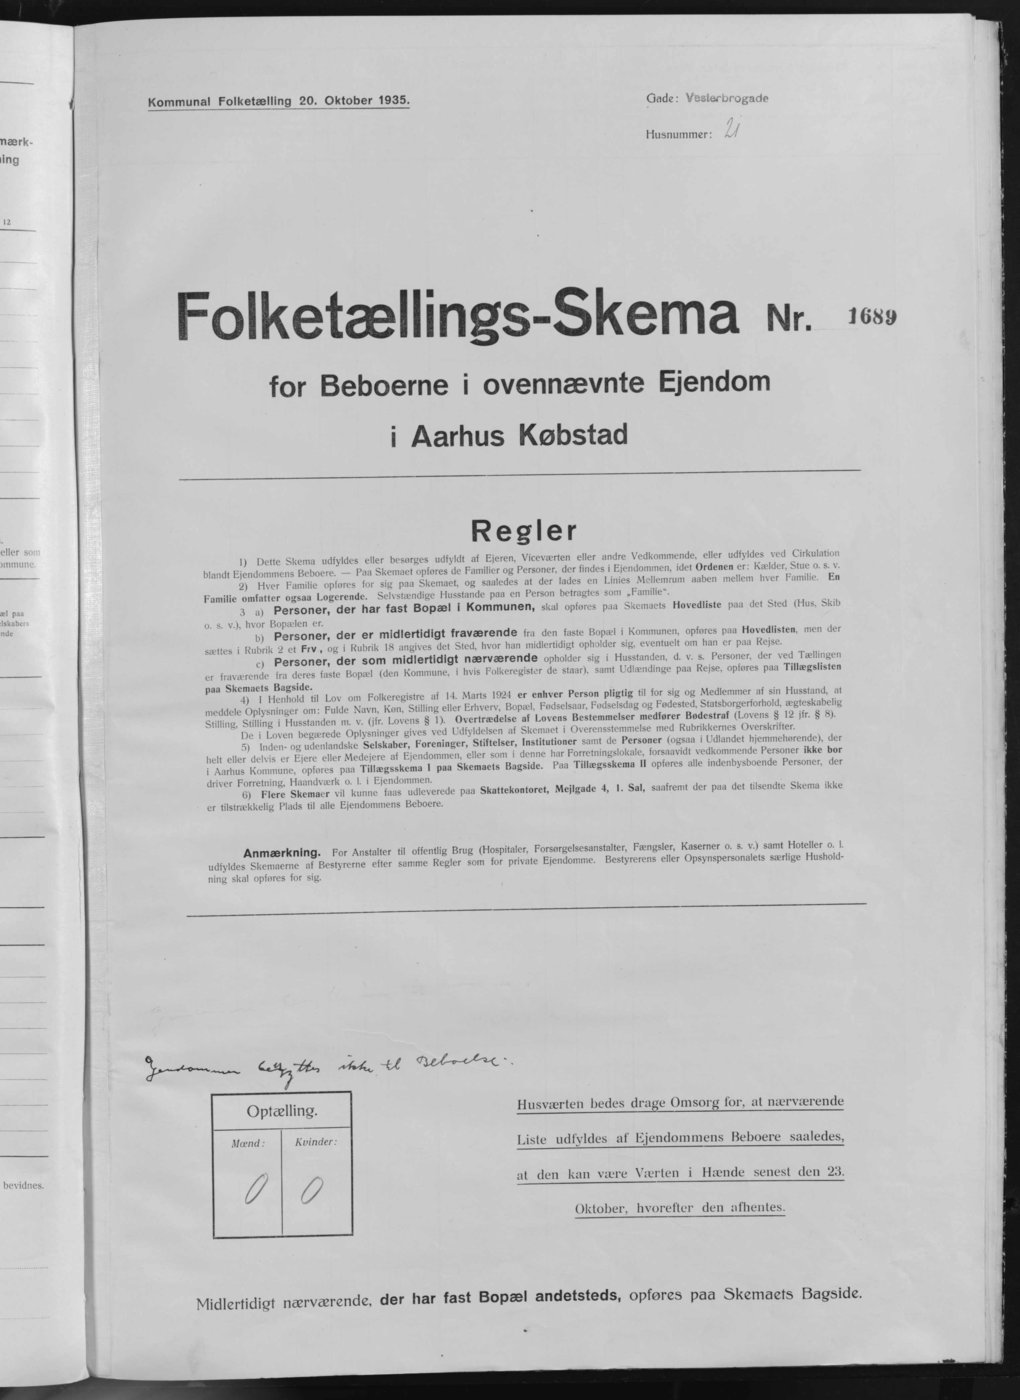 Kommunal Folketælling 20. Oktober 1935.
Gade: Vesterbrogade
Husnummer: 21
Folketællings-Skema Nr. 1689
for Beboerne i ovennævnte Ejendom
i Aarhus Købstad
Regler
1) Dette Skema udfyldes eller besørges udfyldt af Ejeren, Viceværten eller andre Vedkommende, eller udfyldes ved Cirkulation
blandt Ejendommens Beboere. — Paa Skemaet opføres de Familier og Personer, der findes i Ejendommen, idet Ordenen er: Kælder, Stue o. s. v.
2) Hver Familie opføres for sig paa Skemaet, og saaledes at der lades en Linies Mellemrum aaben mellem hver Familie. En
Familie omfatter ogsaa Logerende. Selvstændige Husstande paa en Person betragtes som „Familie“.
3 a) Personer, der har fast Bopæl i Kommunen, skal opføres paa Skemaets Hovedliste paa det Sted (Hus, Skib
o. s. v.), hvor Bopælen er.
b) Personer, der er midlertidigt fraværende fra den faste Bopæl i Kommunen, opføres paa Hovedlisten, men der
sættes i Rubrik 2 et Frv., og i Rubrik 18 angives det Sted, hvor han midlertidigt opholder sig, eventuelt om han er paa Rejse.
c) Personer, der som midlertidigt nærværende opholder sig i Husstanden, d. v. s. Personer, der ved Tællingen
er fraværende fra deres faste Bopæl (den Kommune, i hvis Folkeregister de staar), samt Udlændinge paa Rejse, opføres paa Tillægslisten
paa Skemaets Bagside.
4) I Henhold til Lov om Folkeregistre af 14. Marts 1924 er enhver Person pligtig til for sig og Medlemmer af sin Husstand, at
meddele Oplysninger om: Fulde Navn, Køn, Stilling eller Erhverv, Bopæl, Fødselsaar, Fødselsdag og Fødested, Statsborgerforhold, ægteskabelig
Stilling, Stilling i Husstanden m. v. (jfr. Lovens § 1). Overtrædelse af Lovens Bestemmelser medfører Bødestraf (Lovens § 12 jfr. § 8).
De i Loven begærede Oplysninger gives ved Udfyldelsen af Skemaet i Overensstemmelse med Rubrikkernes Overskrifter.
5) Inden- og udenlandske Selskaber, Foreninger, Stiftelser, Institutioner samt de Personer (ogsaa i Udlandet hjemmehørende), der
helt eller delvis er Ejere eller Medejere af Ejendommen, eller som i denne har Forretningslokale, forsaavidt vedkommende Personer ikke bor
i Aarhus Kommune, opføres paa Tillægsskema I paa Skemaets Bagside. Paa Tillægsskema II opføres alle indenbysboende Personer, der
driver Forretning, Haandværk o. l. i Ejendommen.
6) Flere Skemaer vil kunne faas udleverede paa Skattekontoret, Mejlgade 4, 1. Sal, saafremt der paa det tilsendte Skema ikke
er tilstrækkelig Plads til alle Ejendommens Beboere.
Anmærkning. For Anstalter til offentlig Brug (Hospitaler, Forsørgelsesanstalter, Fængsler, Kaserner o. s. v.) samt Hoteller o. l.
udfyldes Skemaerne af Bestyrerne efter samme Regler som for private Ejendomme. Bestyrerens eller Opsynspersonalets særlige Hushold-
ning skal opføres for sig.
Ejendommen benyttes ikke til Beboelse.
Optælling.
Mænd: Kvinder:
0 0
Husværten bedes drage Omsorg for, at nærværende
Liste udfyldes af Ejendommens Beboere saaledes,
at den kan være Værten i Hænde senest den 23.
Oktober, hvorefter den afhentes.
Midlertidigt nærværende, der har fast Bopæl andetsteds, opføres paa Skemaets Bagside.
mærk-
ing
12
eller som
ommune.
æl paa
elskabers
nde
bevidnes.